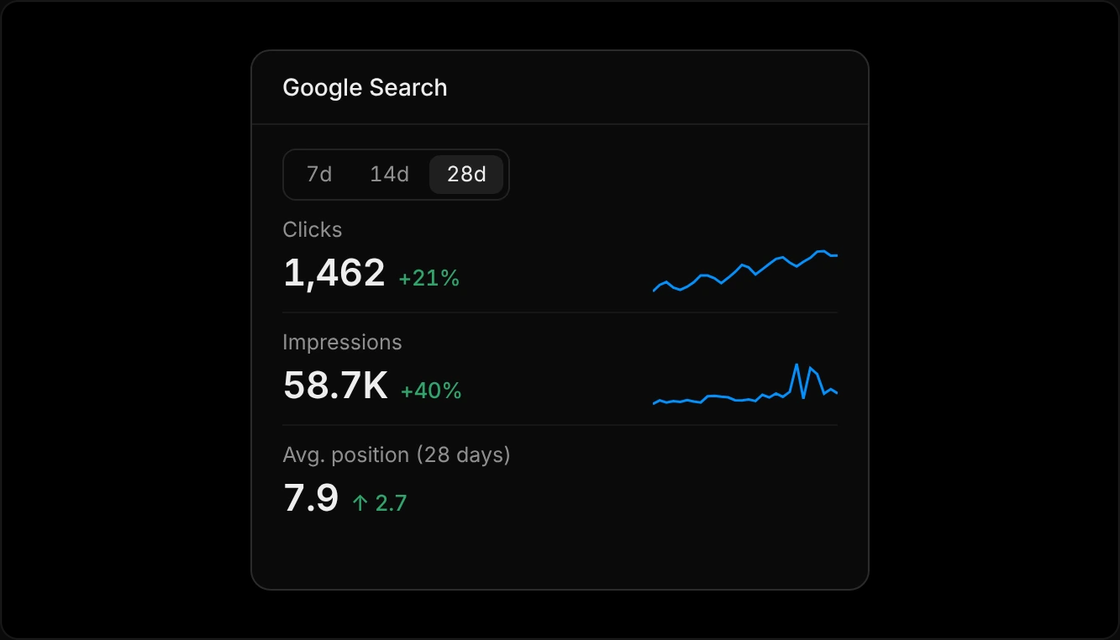 Google Search
7d 14d 28d
Clicks
1,462 +21%
Impressions
58.7K +40%
Avg. position (28 days)
7.9 ↑ 2.7